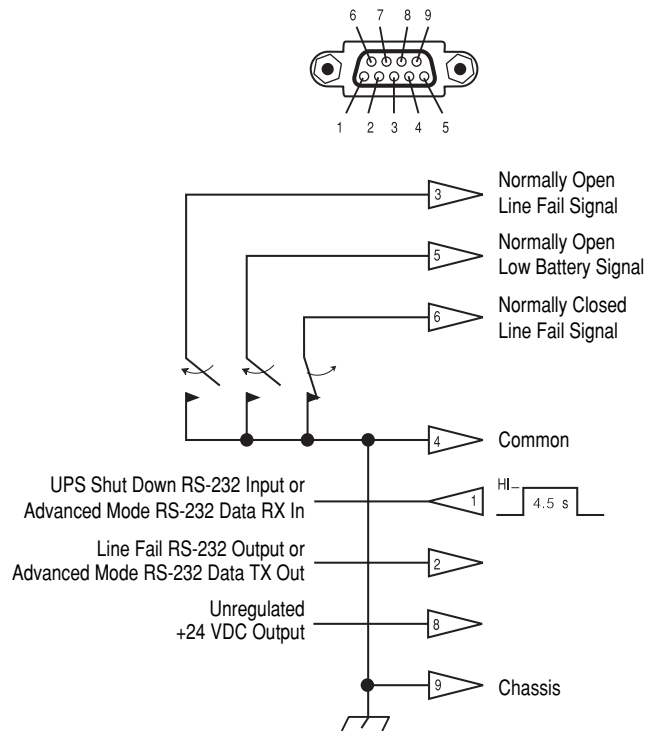 6 7 8 9
1 2 3 4 5
3
Normally Open
Line Fail Signal
5
Normally Open
Low Battery Signal
6
Normally Closed
Line Fail Signal
4
Common
UPS Shut Down RS-232 Input or
Advanced Mode RS-232 Data RX In
1
HI
4.5 s
Line Fail RS-232 Output or
Advanced Mode RS-232 Data TX Out
2
Unregulated
+24 VDC Output
8
9
Chassis